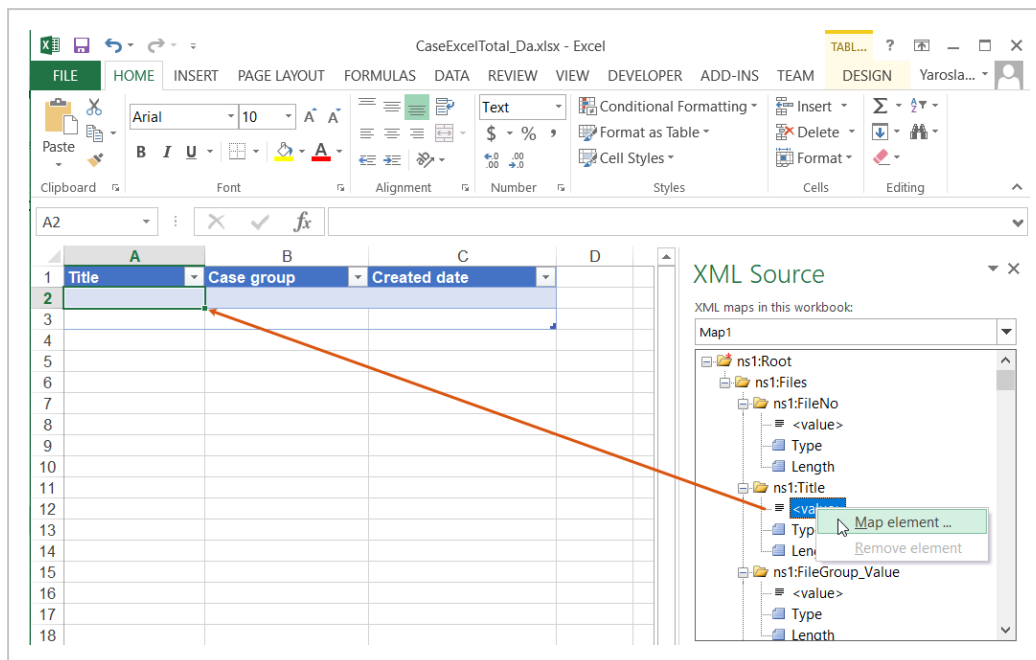 CaseExcelTotal_Da.xlsx - Excel
TABL... ?
FILE HOME INSERT PAGE LAYOUT FORMULAS DATA REVIEW VIEW DEVELOPER ADD-INS TEAM DESIGN Yarosla...
Paste
Arial 10 A A
B I U A
Text
$ % ,
Conditional Formatting
Format as Table
Cell Styles
Insert
Delete
Format
Clipboard Font Alignment Number Styles Cells Editing
A2 fx
A B C D
1 Title Case group Created date
2
3
4
5
6
7
8
9
10
11
12
13
14
15
16
17
18
XML Source
XML maps in this workbook:
Map1
ns1:Root
ns1:Files
ns1:FileNo
<value>
Type
Length
ns1:Title
<value>
Map element ...
Remove element
ns1:FileGroup_Value
<value>
Type
Length